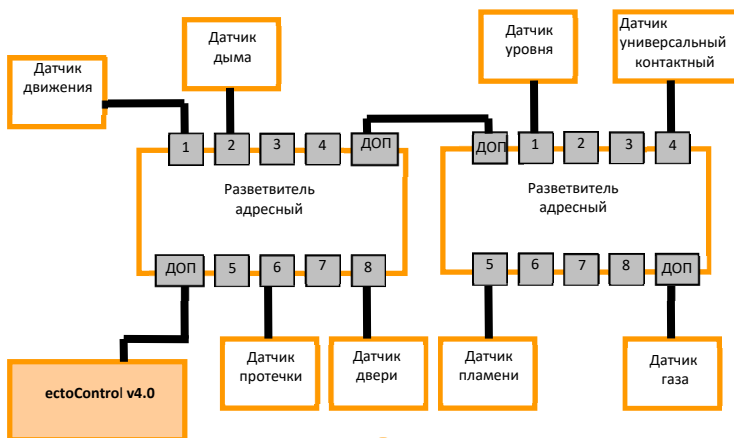 Датчик
движения
Датчик
дыма
Датчик
уровня
Датчик
универсальный
контактный
1
2
3
4
ДОП
ДОП
1
2
3
4
Разветвитель
адресный
Разветвитель
адресный
ДОП
5
6
7
8
5
6
7
8
ДОП
ectoControl v4.0
Датчик
протечки
Датчик
двери
Датчик
пламени
Датчик
газа